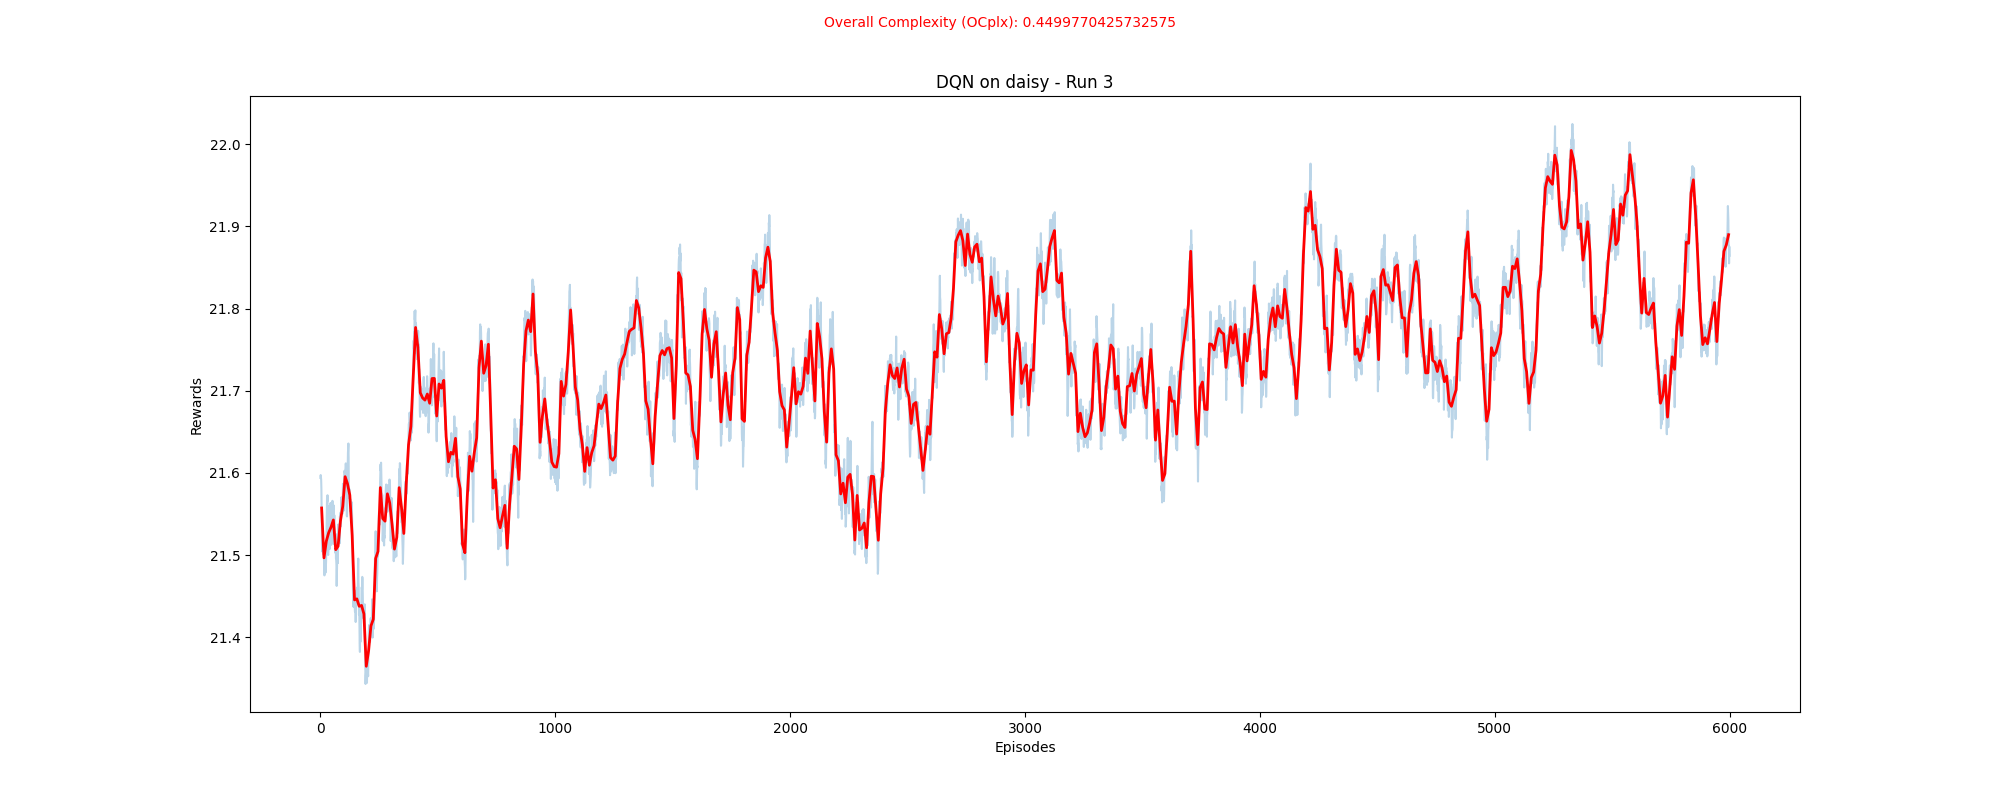 Overall Complexity (OCplx): 0.4499770425732575
DQN on daisy - Run 3
22.0
21.9
21.8
21.7
21.6
21.5
21.4
Rewards
0 1000 2000 3000 4000 5000 6000
Episodes